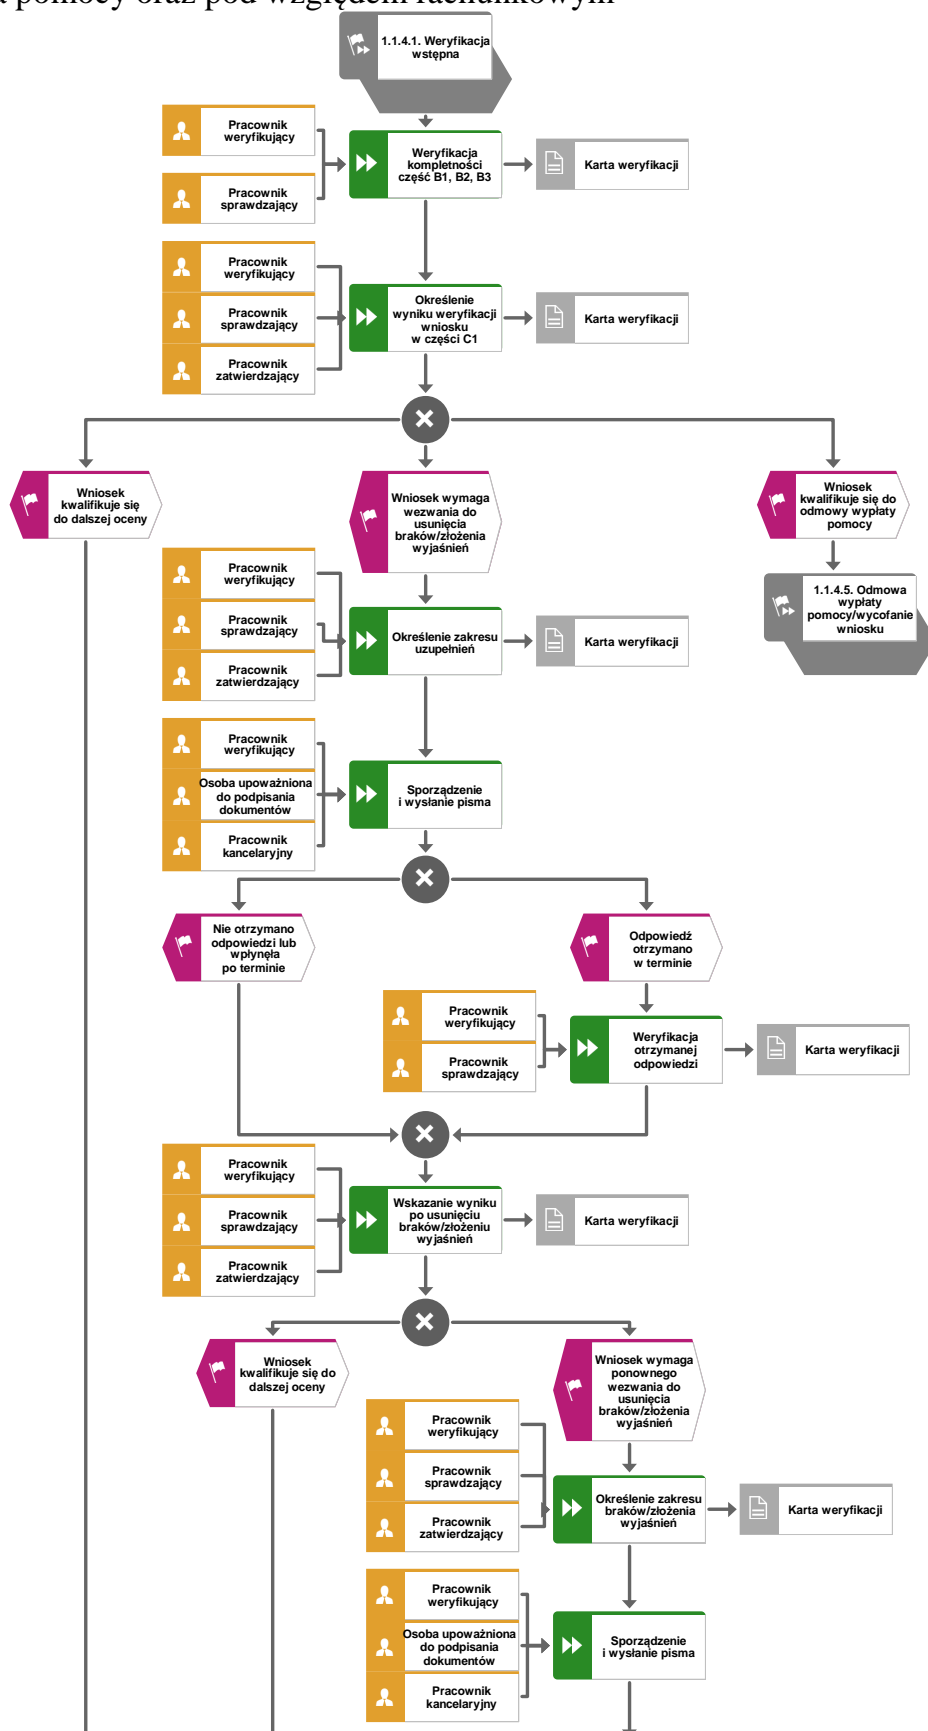 a pomocy oraz pod względem rachunkowym
1.1.4.1. Weryfikacja
wstępna
Pracownik
weryfikujący
Pracownik
sprawdzający
Weryfikacja
kompletności
część B1, B2, B3
Karta weryfikacji
Pracownik
weryfikujący
Pracownik
sprawdzający
Pracownik
zatwierdzający
Określenie
wyniku weryfikacji
wniosku
w części C1
Karta weryfikacji
Wniosek
kwalifikuje się
do dalszej oceny
Wniosek wymaga
wezwania do
usunięcia
braków/złożenia
wyjaśnień
Wniosek
kwalifikuje się do
odmowy wypłaty
pomocy
1.1.4.5. Odmowa
wypłaty
pomocy/wycofanie
wniosku
Pracownik
weryfikujący
Pracownik
sprawdzający
Pracownik
zatwierdzający
Określenie zakresu
uzupełnień
Karta weryfikacji
Pracownik
weryfikujący
Osoba upoważniona
do podpisania
dokumentów
Pracownik
kancelaryjny
Sporządzenie
i wysłanie pisma
Nie otrzymano
odpowiedzi lub
wpłynęła
po terminie
Odpowiedź
otrzymano
w terminie
Pracownik
weryfikujący
Pracownik
sprawdzający
Weryfikacja
otrzymanej
odpowiedzi
Karta weryfikacji
Pracownik
weryfikujący
Pracownik
sprawdzający
Pracownik
zatwierdzający
Wskazanie wyniku
po usunięciu
braków/złożeniu
wyjaśnień
Karta weryfikacji
Wniosek
kwalifikuje się do
dalszej oceny
Wniosek wymaga
ponownego
wezwania do
usunięcia
braków/złożenia
wyjaśnień
Pracownik
weryfikujący
Pracownik
sprawdzający
Pracownik
zatwierdzający
Określenie zakresu
braków/złożenia
wyjaśnień
Karta weryfikacji
Pracownik
weryfikujący
Osoba upoważniona
do podpisania
dokumentów
Pracownik
kancelaryjny
Sporządzenie
i wysłanie pisma